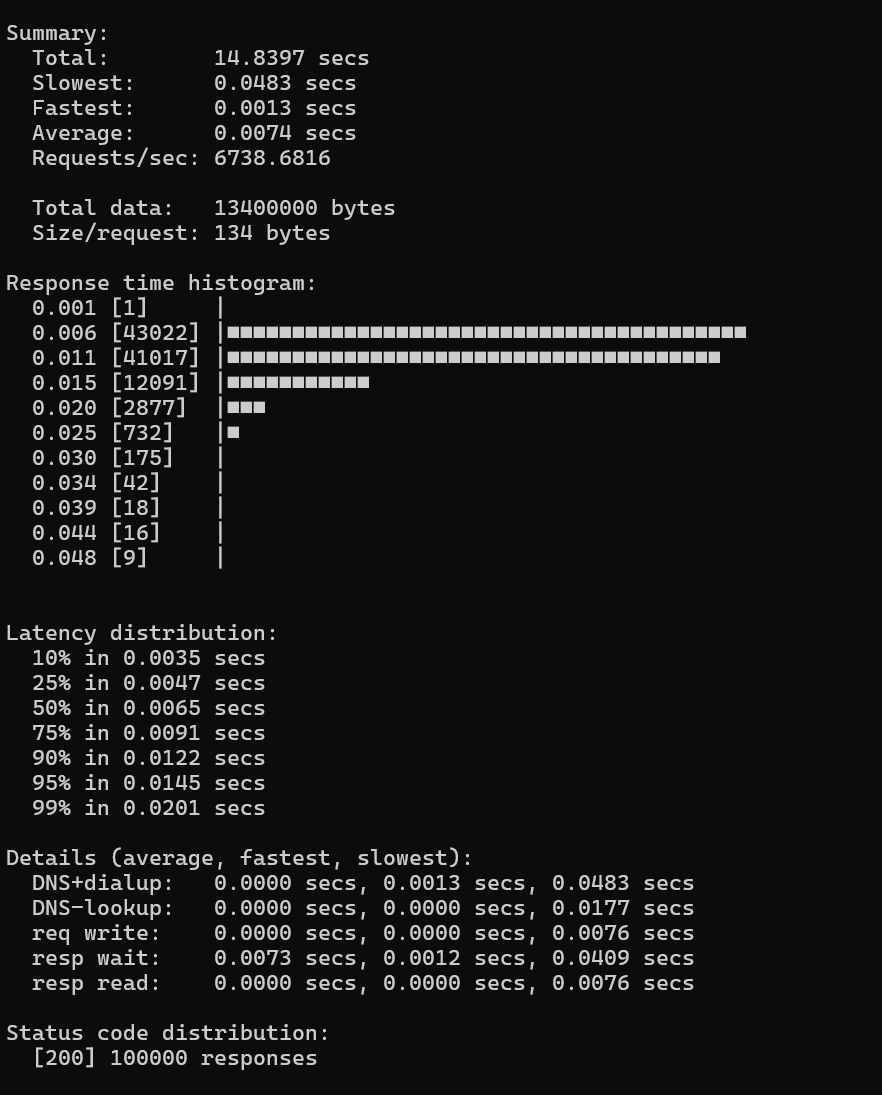 Summary:
  Total:        14.8397 secs
  Slowest:      0.0483 secs
  Fastest:      0.0013 secs
  Average:      0.0074 secs
  Requests/sec: 6738.6816

  Total data:   13400000 bytes
  Size/request: 134 bytes

Response time histogram:
  0.001 [1]     |
  0.006 [43022] |■■■■■■■■■■■■■■■■■■■■■■■■■■■■■■■■■■■■■■■■
  0.011 [41017] |■■■■■■■■■■■■■■■■■■■■■■■■■■■■■■■■■■■■■■
  0.015 [12091] |■■■■■■■■■■■
  0.020 [2877]  |■■■
  0.025 [732]   |■
  0.030 [175]   |
  0.034 [42]    |
  0.039 [18]    |
  0.044 [16]    |
  0.048 [9]     |

Latency distribution:
  10% in 0.0035 secs
  25% in 0.0047 secs
  50% in 0.0065 secs
  75% in 0.0091 secs
  90% in 0.0122 secs
  95% in 0.0145 secs
  99% in 0.0201 secs

Details (average, fastest, slowest):
  DNS+dialup:   0.0000 secs, 0.0013 secs, 0.0483 secs
  DNS-lookup:   0.0000 secs, 0.0000 secs, 0.0177 secs
  req write:    0.0000 secs, 0.0000 secs, 0.0076 secs
  resp wait:    0.0073 secs, 0.0012 secs, 0.0409 secs
  resp read:    0.0000 secs, 0.0000 secs, 0.0076 secs

Status code distribution:
  [200] 100000 responses